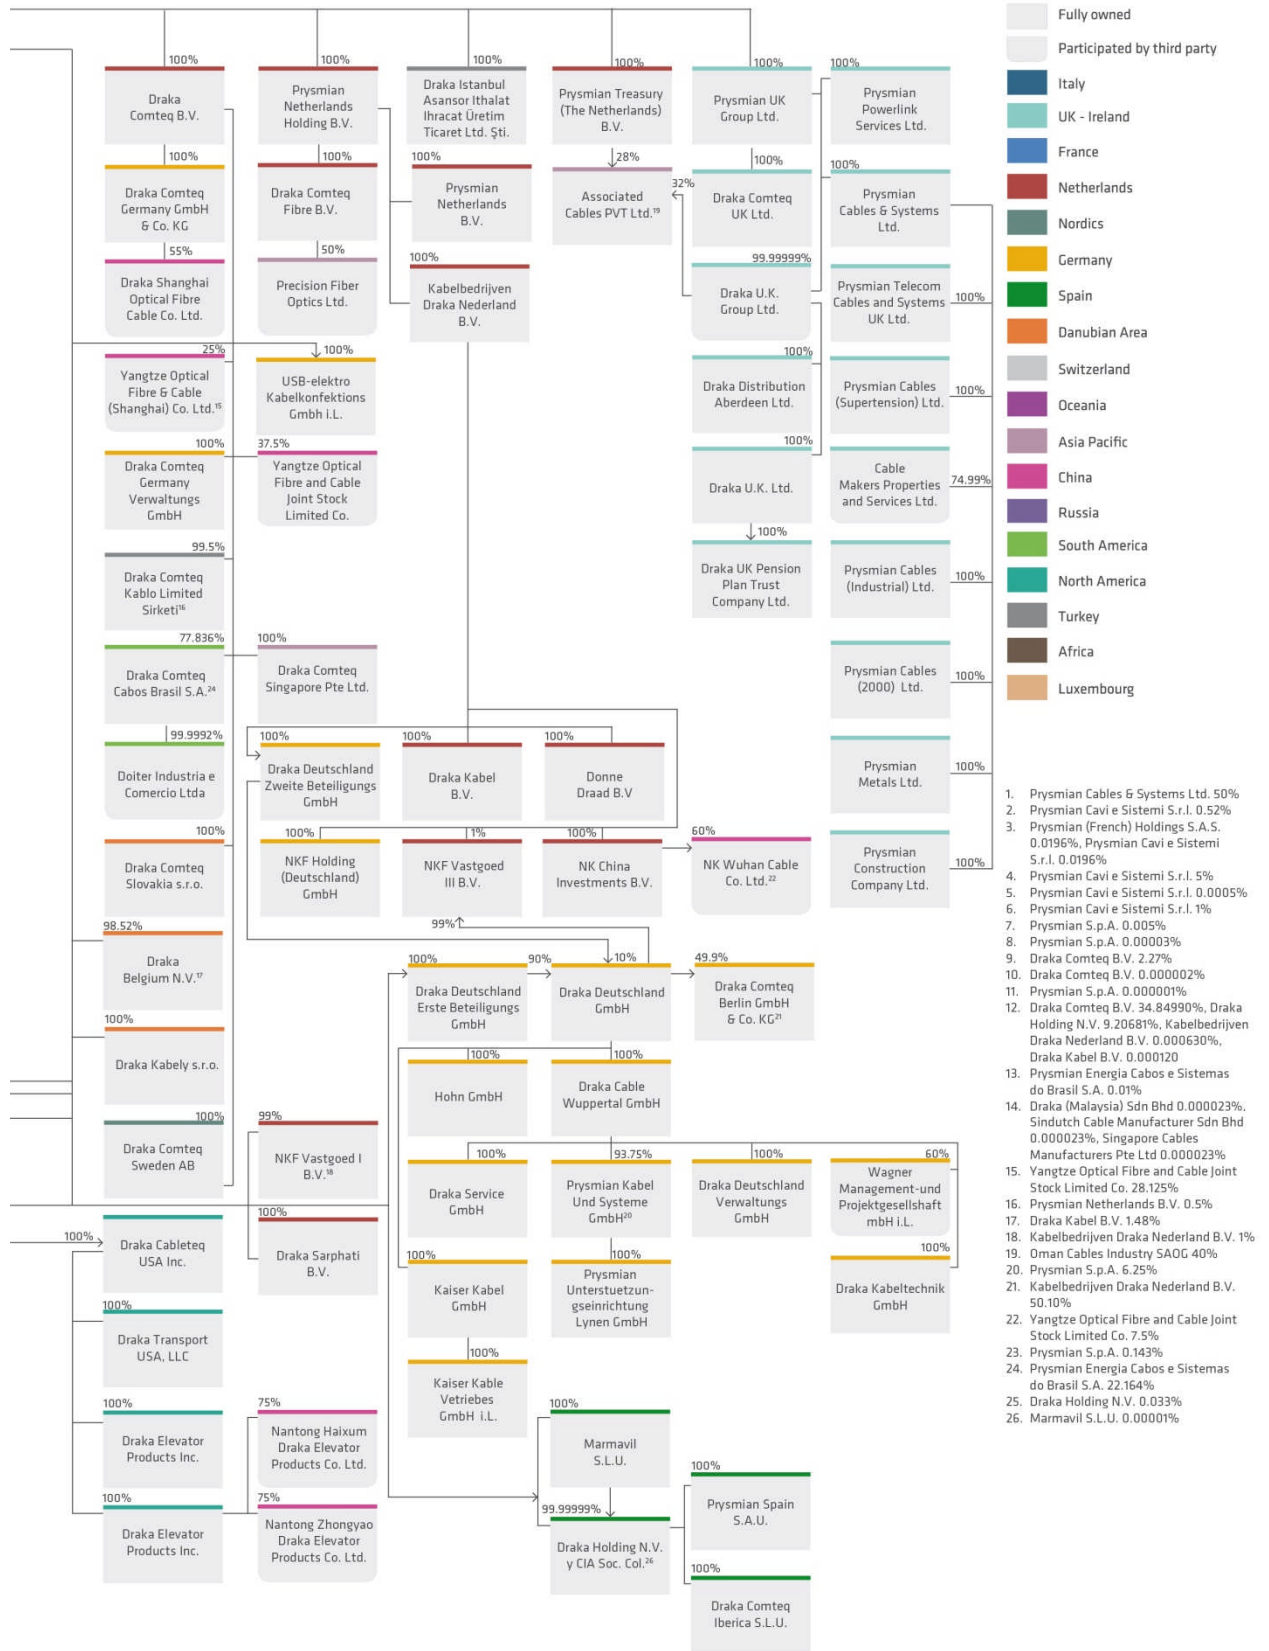 100%
Draka
Comteq B.V.
100%
Prysmian
Netherlands
Holding B.V.
100%
Draka Istanbul
Asansor Ithalat
Ihracat Üretim
Ticaret Ltd. Şti.
100%
Prysmian Treasury
(The Netherlands)
B.V.
100%
Prysmian UK
Group Ltd.
100%
Prysmian
Powerlink
Services Ltd.
100%
Draka Comteq
Germany GmbH
& Co. KG
100%
Draka Comteq
Fibre B.V.
100%
Prysmian
Netherlands
B.V.
28%
32%
Associated
Cables PVT Ltd.¹⁹
100%
Draka Comteq
UK Ltd.
100%
Prysmian
Cables & Systems
Ltd.
55%
Draka Shanghai
Optical Fibre
Cable Co. Ltd.
50%
Precision Fiber
Optics Ltd.
100%
Kabelbedrijven
Draka Nederland
B.V.
99.99999%
Draka U.K.
Group Ltd.
Prysmian Telecom
Cables and Systems
UK Ltd.
100%
25%
Yangtze Optical
Fibre & Cable
(Shanghai) Co. Ltd.¹⁵
100%
USB-elektro
Kabelkonfektions
Gmbh i.L.
100%
Draka Distribution
Aberdeen Ltd.
Prysmian Cables
(Supertension) Ltd.
100%
100%
Draka Comteq
Germany
Verwaltungs
GmbH
37.5%
Yangtze Optical
Fibre and Cable
Joint Stock
Limited Co.
100%
Draka U.K. Ltd.
Cable
Makers Properties
and Services Ltd.
74.99%
99.5%
Draka Comteq
Kablo Limited
Sirketi¹⁶
100%
Draka UK Pension
Plan Trust
Company Ltd.
Prysmian Cables
(Industrial) Ltd.
100%
77.836%
Draka Comteq
Cabos Brasil S.A.²⁴
100%
Draka Comteq
Singapore Pte Ltd.
Prysmian Cables
(2000) Ltd.
100%
99.9992%
Doiter Industria e
Comercio Ltda
100%
Draka Deutschland
Zweite Beteiligungs
GmbH
100%
Draka Kabel
B.V.
100%
Donne
Draad B.V
Prysmian
Metals Ltd.
100%
100%
Draka Comteq
Slovakia s.r.o.
100%
NKF Holding
(Deutschland)
GmbH
1%
NKF Vastgoed
III B.V.
99%
100%
NK China
Investments B.V.
60%
NK Wuhan Cable
Co. Ltd.²²
Prysmian
Construction
Company Ltd.
100%
98.52%
Draka
Belgium N.V.¹⁷
100%
Draka Deutschland
Erste Beteiligungs
GmbH
90%
10%
Draka Deutschland
GmbH
49.9%
Draka Comteq
Berlin GmbH
& Co. KG²¹
100%
Draka Kabely s.r.o.
100%
Hohn GmbH
100%
Draka Cable
Wuppertal GmbH
100%
Draka Comteq
Sweden AB
99%
NKF Vastgoed I
B.V.¹⁸
100%
Draka Service
GmbH
93.75%
Prysmian Kabel
Und Systeme
GmbH²⁰
100%
Draka Deutschland
Verwaltungs
GmbH
60%
Wagner
Management-und
Projektgesellschaft
mbH i.L.
100%
Draka Cableteq
USA Inc.
100%
Draka Sarphati
B.V.
100%
Kaiser Kabel
GmbH
100%
Prysmian
Unterstuetzun-
gseinrichtung
Lynen GmbH
100%
Draka Kabeltechnik
GmbH
100%
Draka Transport
USA, LLC
100%
Kaiser Kable
Vetriebes
GmbH i.L.
100%
Draka Elevator
Products Inc.
75%
Nantong Haixum
Draka Elevator
Products Co. Ltd.
100%
Marmavil
S.L.U.
100%
Prysmian Spain
S.A.U.
100%
Draka Elevator
Products Inc.
75%
Nantong Zhongyao
Draka Elevator
Products Co. Ltd.
99.99999%
Draka Holding N.V.
y CIA Soc. Col.²⁶
100%
Draka Comteq
Iberica S.L.U.
Fully owned
Participated by third party
Italy
UK - Ireland
France
Netherlands
Nordics
Germany
Spain
Danubian Area
Switzerland
Oceania
Asia Pacific
China
Russia
South America
North America
Turkey
Africa
Luxembourg
1. Prysmian Cables & Systems Ltd. 50%
2. Prysmian Cavi e Sistemi S.r.l. 0.52%
3. Prysmian (French) Holdings S.A.S.
0.0196%, Prysmian Cavi e Sistemi
S.r.l. 0.0196%
4. Prysmian Cavi e Sistemi S.r.l. 5%
5. Prysmian Cavi e Sistemi S.r.l. 0.0005%
6. Prysmian Cavi e Sistemi S.r.l. 1%
7. Prysmian S.p.A. 0.005%
8. Prysmian S.p.A. 0.00003%
9. Draka Comteq B.V. 2.27%
10. Draka Comteq B.V. 0.000002%
11. Prysmian S.p.A. 0.000001%
12. Draka Comteq B.V. 34.84990%, Draka
Holding N.V. 9.20681%, Kabelbedrijven
Draka Nederland B.V. 0.000630%,
Draka Kabel B.V. 0.000120
13. Prysmian Energia Cabos e Sistemas
do Brasil S.A. 0.01%
14. Draka (Malaysia) Sdn Bhd 0.000023%.
Sindutch Cable Manufacturer Sdn Bhd
0.000023%, Singapore Cables
Manufacturers Pte Ltd 0.000023%
15. Yangtze Optical Fibre and Cable Joint
Stock Limited Co. 28.125%
16. Prysmian Netherlands B.V. 0.5%
17. Draka Kabel B.V. 1.48%
18. Kabelbedrijven Draka Nederland B.V. 1%
19. Oman Cables Industry SAOG 40%
20. Prysmian S.p.A. 6.25%
21. Kabelbedrijven Draka Nederland B.V.
50.10%
22. Yangtze Optical Fibre and Cable Joint
Stock Limited Co. 7.5%
23. Prysmian S.p.A. 0.143%
24. Prysmian Energia Cabos e Sistemas
do Brasil S.A. 22.164%
25. Draka Holding N.V. 0.033%
26. Marmavil S.L.U. 0.00001%